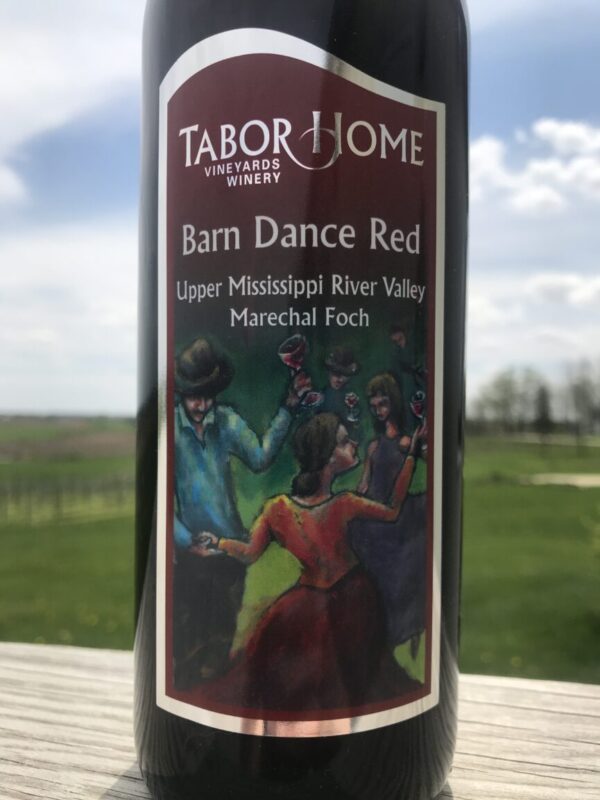 TABOR HOME
VINEYARDS
WINERY
Barn Dance Red
Upper Mississippi River Valley
Marechal Foch